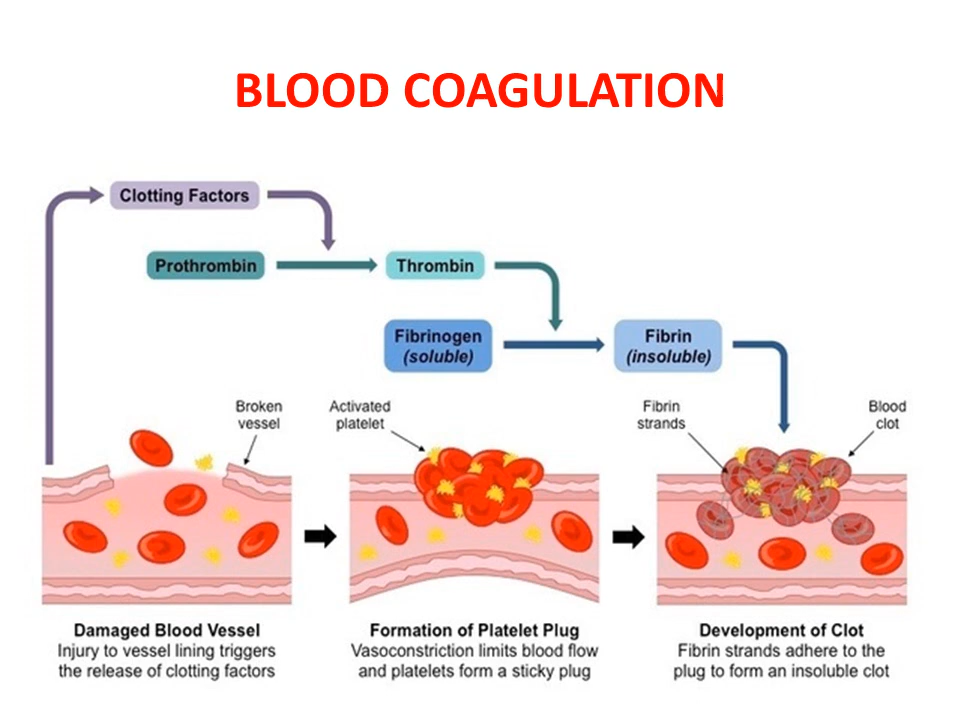 BLOOD COAGULATION
Clotting Factors
Prothrombin
Thrombin
Fibrinogen
(soluble)
Fibrin
(insoluble)
Broken
vessel
Activated
platelet
Fibrin
strands
Blood
clot
Damaged Blood Vessel
Injury to vessel lining triggers
the release of clotting factors
Formation of Platelet Plug
Vasoconstriction limits blood flow
and platelets form a sticky plug
Development of Clot
Fibrin strands adhere to the
plug to form an insoluble clot